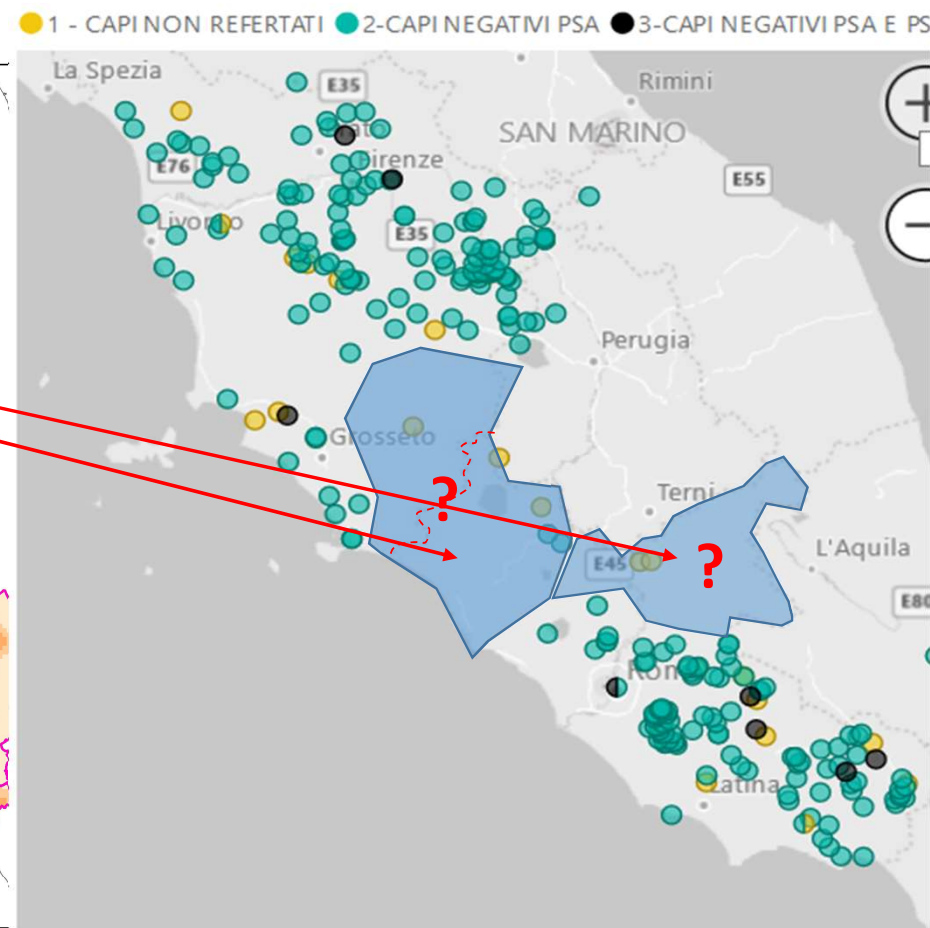 1 - CAPI NON REFERTATI 2-CAPI NEGATIVI PSA 3-CAPI NEGATIVI PSA E PS
La Spezia
E35
Rimini
SAN MARINO
Firenze
E76
E55
Livorno
E35
Perugia
Grosseto
?
Terni
L'Aquila
E45
?
E80
Rom
Latina
+
−